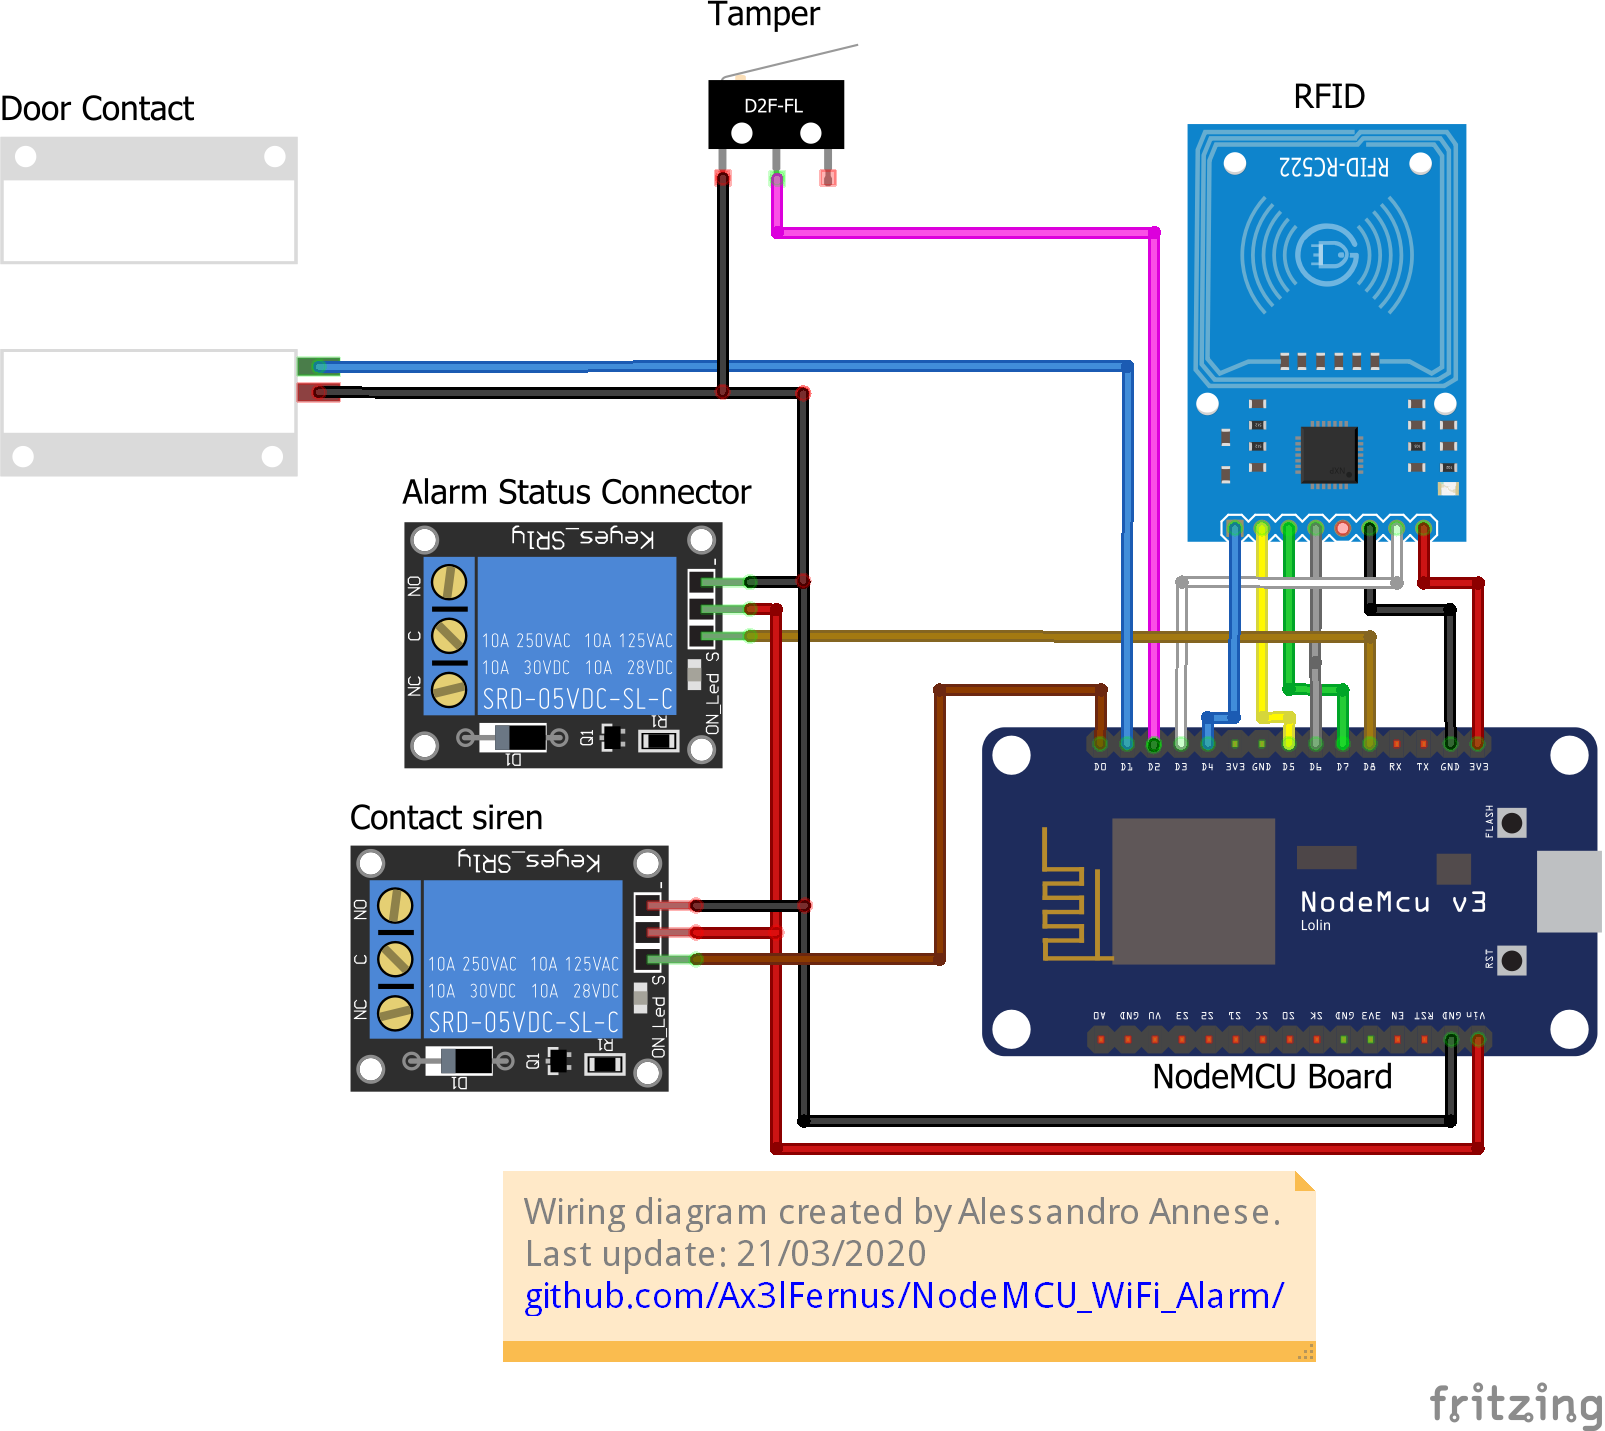 Tamper
D2F-FL
Door Contact
RFID
RFID-RC522
Alarm Status Connector
Keyes_SR1y
NO
C
NC
10A 250VAC 10A 125VAC
10A 30VDC 10A 28VDC
SRD-05VDC-SL-C
-
S
ON_Led
D1
Q1
R1
Contact siren
Keyes_SR1y
NO
C
NC
10A 250VAC 10A 125VAC
10A 30VDC 10A 28VDC
SRD-05VDC-SL-C
-
S
ON_Led
D1
Q1
R1
D0 D1 D2 D3 D4 3V3 GND D5 D6 D7 D8 RX TX GND 3V3
FLASH
NodeMcu v3
Lolin
RST
A0 GND VU S3 S2 S1 SC S0 SK GND 3V3 EN RST GND Vin
NodeMCU Board
Wiring diagram created by Alessandro Annese.
Last update: 21/03/2020
github.com/Ax3lFernus/NodeMCU_WiFi_Alarm/
fritzing